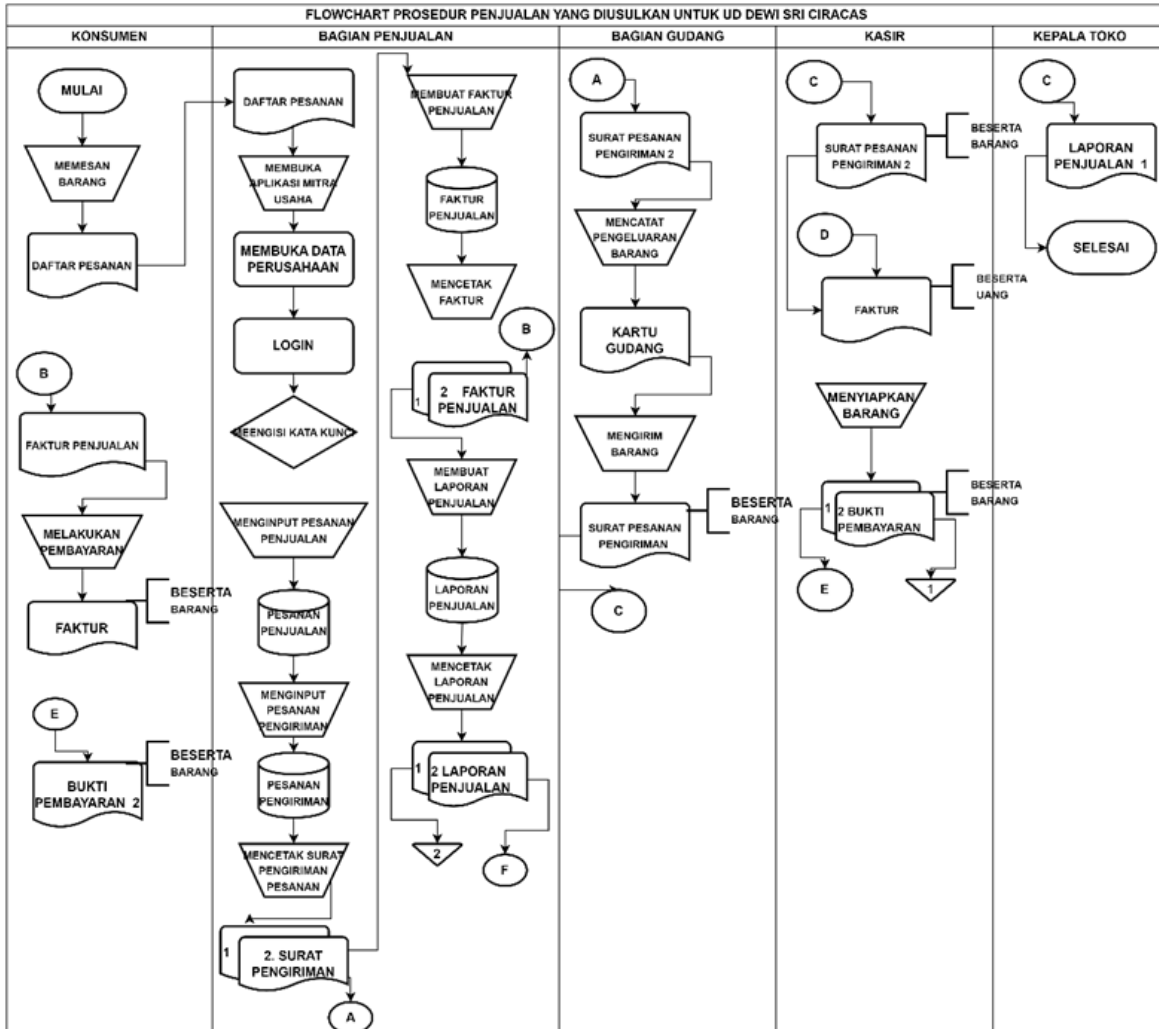 FLOWCHART PROSEDUR PENJUALAN YANG DIUSULKAN UNTUK UD DEWI SRI CIRACAS
KONSUMEN
BAGIAN PENJUALAN
BAGIAN GUDANG
KASIR
KEPALA TOKO
MULAI
MEMESAN
BARANG
DAFTAR PESANAN
B
FAKTUR PENJUALAN
MELAKUKAN
PEMBAYARAN
FAKTUR
BESERTA
BARANG
E
BUKTI
PEMBAYARAN 2
BESERTA
BARANG
DAFTAR PESANAN
MEMBUKA
APLIKASI MITRA
USAHA
MEMBUKA DATA
PERUSAHAAN
LOGIN
MEENGISI KATA KUNCI
MENGINPUT PESANAN
PENJUALAN
PESANAN
PENJUALAN
MENGINPUT
PESANAN
PENGIRIMAN
PESANAN
PENGIRIMAN
MENCETAK SURAT
PENGIRIMAN
PESANAN
1
2. SURAT
PENGIRIMAN
A
MEMBUAT FAKTUR
PENJUALAN
FAKTUR
PENJUALAN
MENCETAK
FAKTUR
B
1
2 FAKTUR
PENJUALAN
MEMBUAT
LAPORAN
PENJUALAN
LAPORAN
PENJUALAN
MENCETAK
LAPORAN
PENJUALAN
1
2 LAPORAN
PENJUALAN
2
F
A
SURAT PESANAN
PENGIRIMAN 2
MENCATAT
PENGELUARAN
BARANG
KARTU
GUDANG
MENGIRIM
BARANG
SURAT PESANAN
PENGIRIMAN
BESERTA
BARANG
C
C
SURAT PESANAN
PENGIRIMAN 2
BESERTA
BARANG
D
FAKTUR
BESERTA
UANG
MENYIAPKAN
BARANG
1
2 BUKTI
PEMBAYARAN
BESERTA
BARANG
E
1
C
LAPORAN
PENJUALAN 1
SELESAI